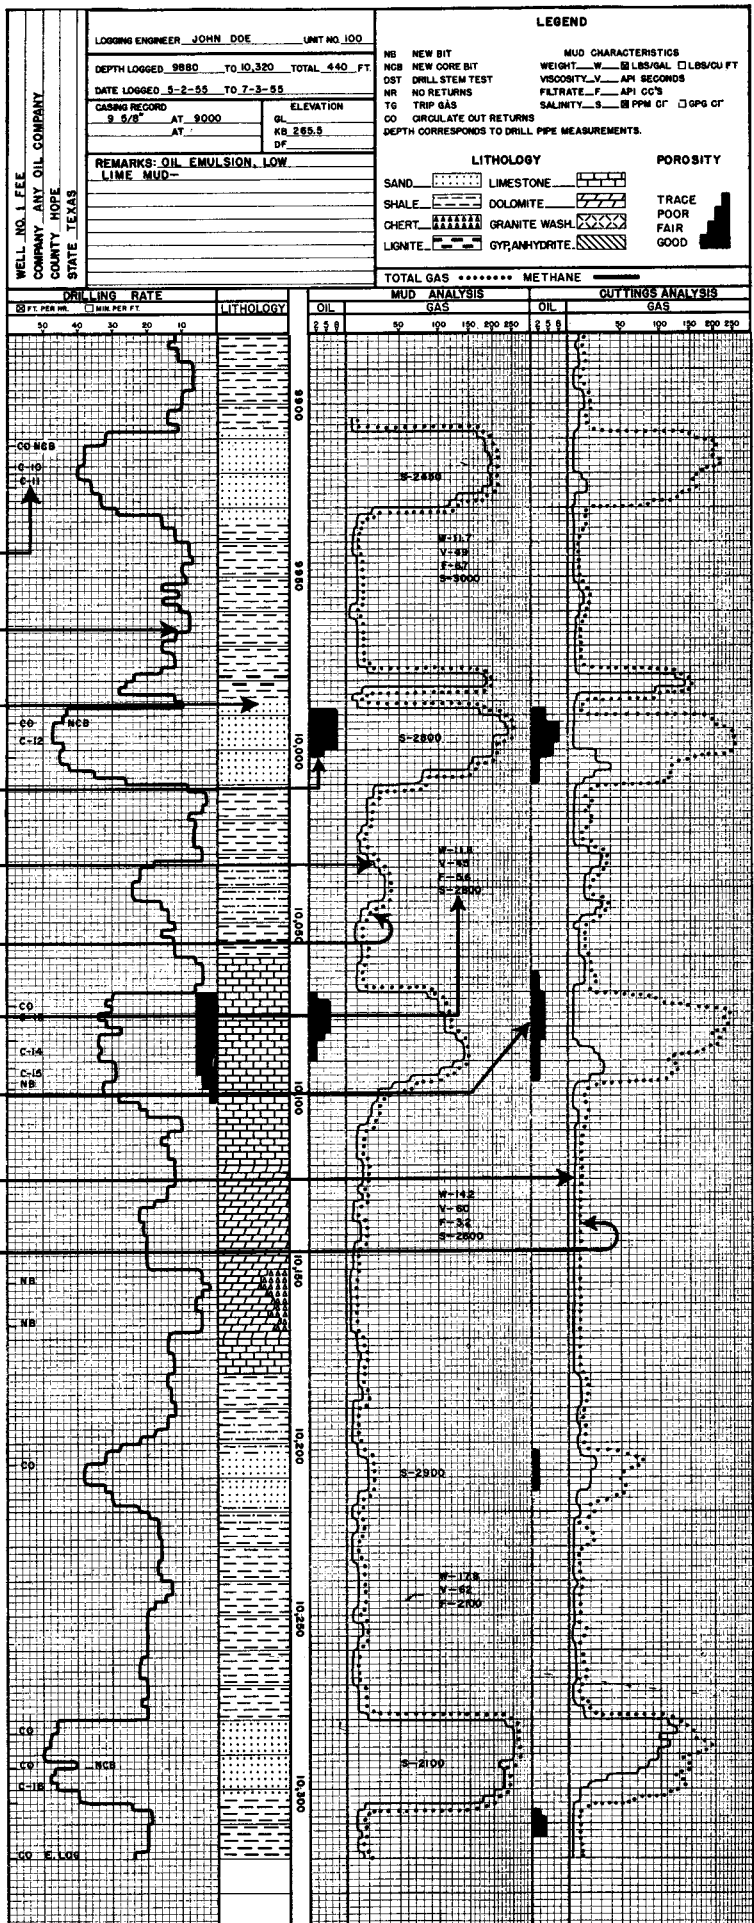 WELL NO. 1 FEE
COMPANY ANY OIL COMPANY
COUNTY HOPE
STATE TEXAS
LOGGING ENGINEER JOHN DOE UNIT NO. 100
DEPTH LOGGED 9880 TO 10,320 TOTAL 440 FT.
DATE LOGGED 5-2-55 TO 7-3-55
CASING RECORD ELEVATION
9 5/8" AT 9000 GL
AT KB 265.5
DF
REMARKS: OIL EMULSION, LOW
LIME MUD-
LEGEND
NB NEW BIT
NCB NEW CORE BIT
DST DRILL STEM TEST
NR NO RETURNS
TG TRIP GAS
CO CIRCULATE OUT RETURNS
MUD CHARACTERISTICS
WEIGHT W LBS/GAL LBS/CU FT
VISCOSITY V API SECONDS
FILTRATE F API CC'S
SALINITY S PPM Cl- GPG Cl-
DEPTH CORRESPONDS TO DRILL PIPE MEASUREMENTS.
LITHOLOGY POROSITY
SAND LIMESTONE
SHALE DOLOMITE
CHERT GRANITE WASH
LIGNITE GYP, ANHYDRITE
TRACE
POOR
FAIR
GOOD
TOTAL GAS METHANE
DRILLING RATE
FT. PER HR. MIN. PER FT.
50 40 20 10
LITHOLOGY
MUD ANALYSIS
OIL GAS
2 5 8 50 100 150 200 250
CUTTINGS ANALYSIS
OIL GAS
2 5 8 50 100 150 200 250
9900
CO NCB
C-10
C-11
S-2450
W-11.7
V-49
F-6.7
S-3000
9950
CO NCB
C-12
10,000
S-2800
W-11.8
V-45
F-5.6
S-2800
10,050
CO
C-14
C-15
NB
10,100
W-14.2
V-60
F-3.2
S-2600
10,150
NB
NB
10,200
CO
S-2900
W-17.8
V-62
F-2100
10,250
CO
CO NCB
C-16
S-2100
10,300
CO E. LOG